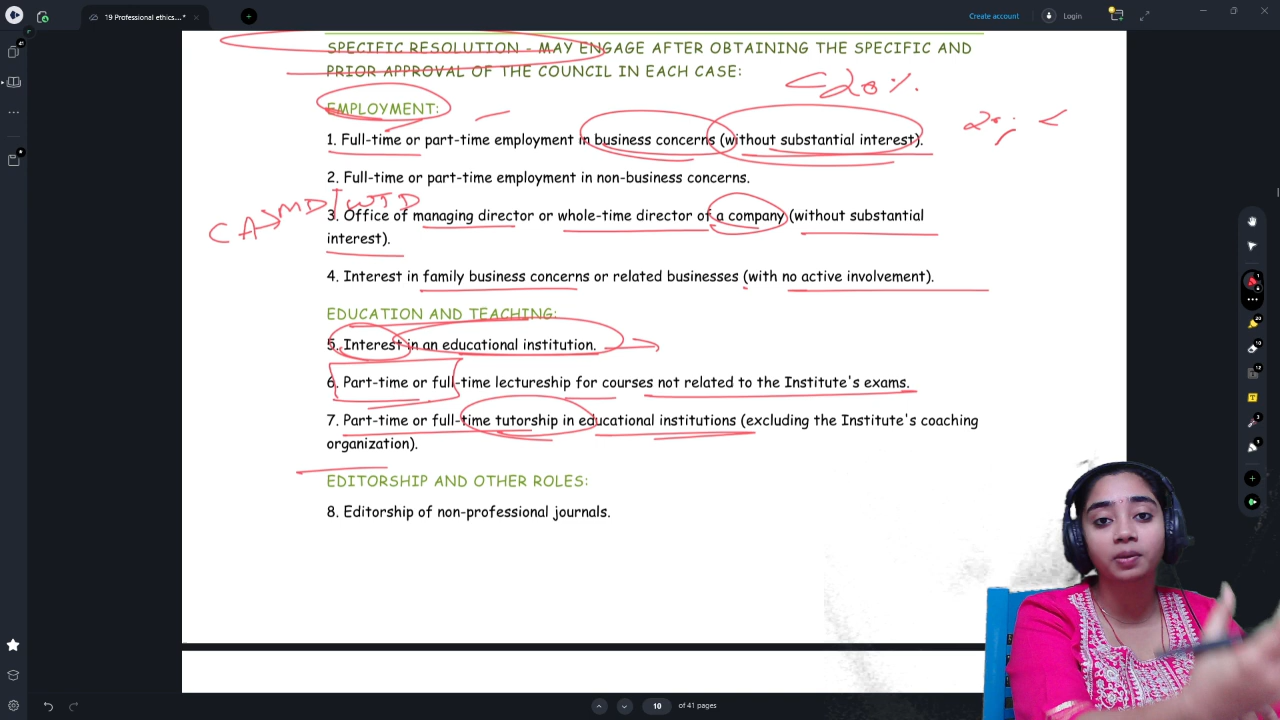 19 Professional ethics....*
Create account
Login
SPECIFIC RESOLUTION - MAY ENGAGE AFTER OBTAINING THE SPECIFIC AND
PRIOR APPROVAL OF THE COUNCIL IN EACH CASE:
<20%
EMPLOYMENT:
1. Full-time or part-time employment in business concerns (without substantial interest).
2. Full-time or part-time employment in non-business concerns.
CA → MD/WTD
3. Office of managing director or whole-time director of a company (without substantial
interest).
4. Interest in family business concerns or related businesses (with no active involvement).
EDUCATION AND TEACHING:
5. Interest in an educational institution.
6. Part-time or full-time lectureship for courses not related to the Institute's exams.
7. Part-time or full-time tutorship in educational institutions (excluding the Institute's coaching
organization).
EDITORSHIP AND OTHER ROLES:
8. Editorship of non-professional journals.
10 of 41 pages